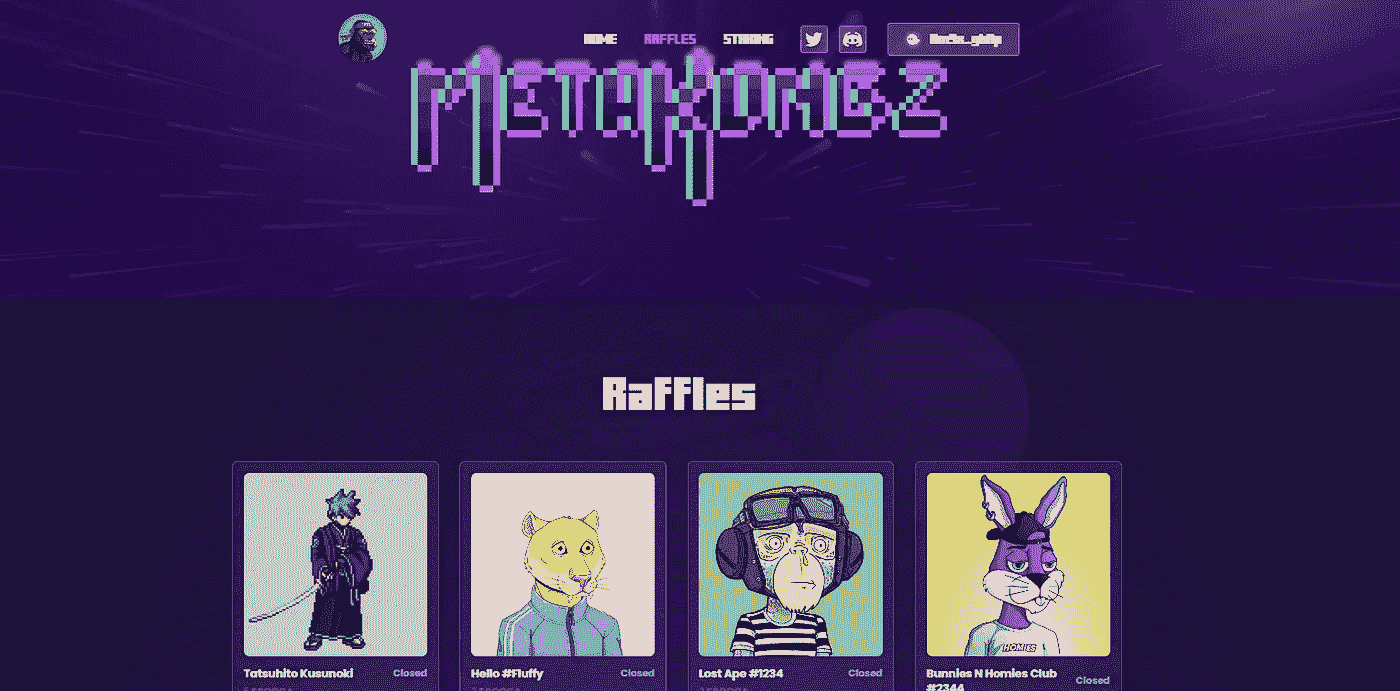 HOME RAFFLES STAKING
METAKONGZ
Raffles
HOMIES
Tatsuhito Kusunoki Closed
Hello #Fluffy Closed
Lost Ape #1234 Closed
Bunnies N Homies Club #2344 Closed